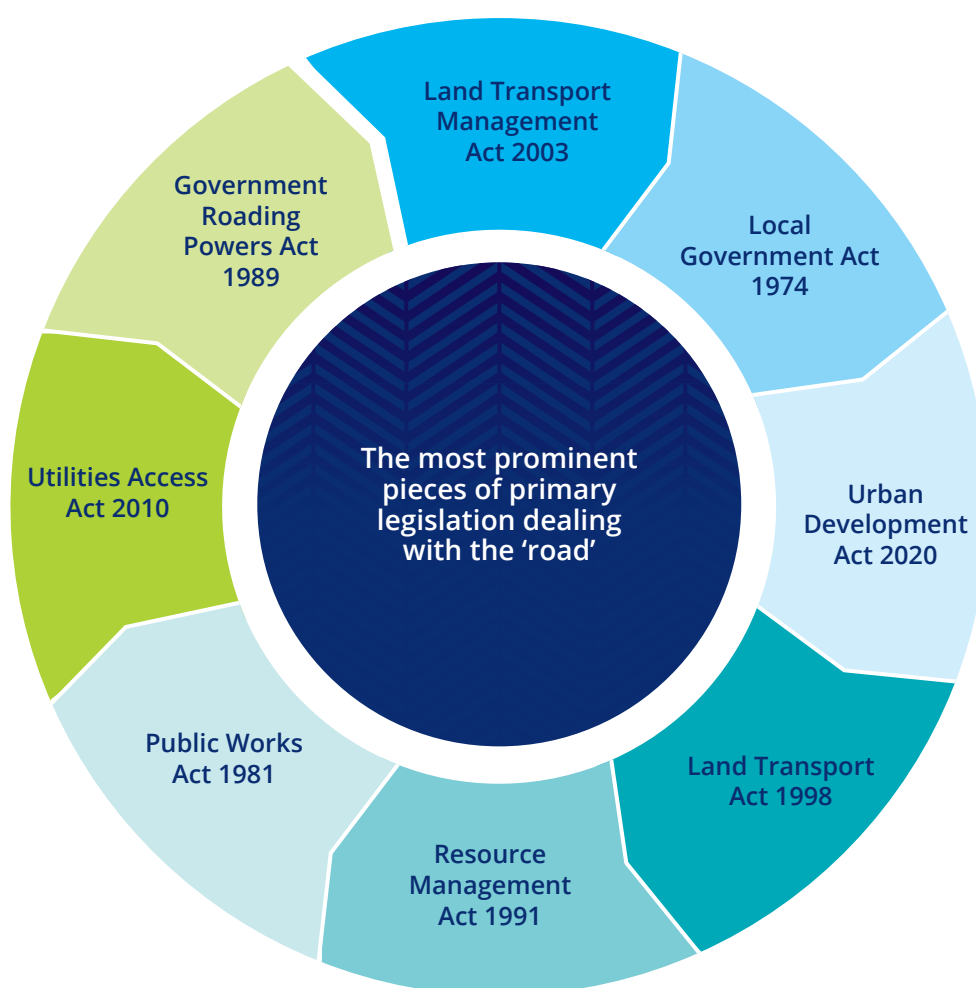 Land Transport
Management
Act 2003
Local
Government Act
1974
Urban
Development
Act 2020
Land Transport
Act 1998
Resource
Management
Act 1991
Public Works
Act 1981
Utilities Access
Act 2010
Government
Roading
Powers Act
1989
The most prominent
pieces of primary
legislation dealing
with the ‘road’